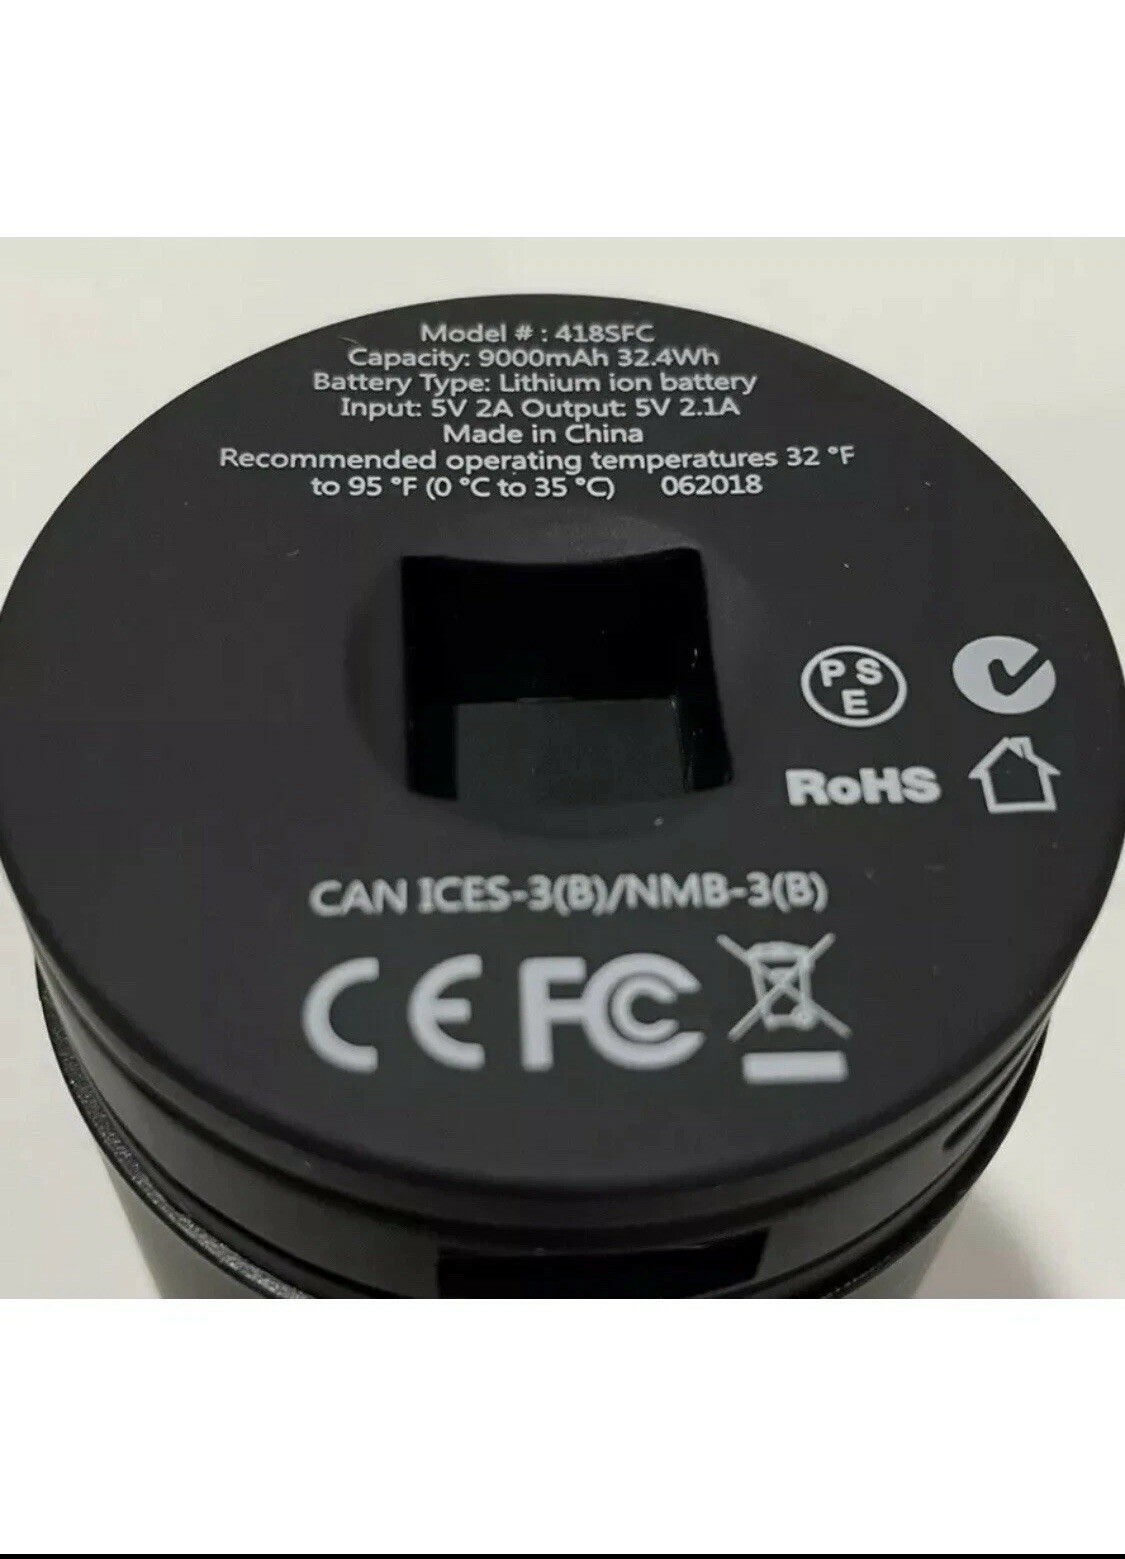 Model # : 418SFC
Capacity: 9000mAh 32.4Wh
Battery Type: Lithium ion battery
Input: 5V 2A Output: 5V 2.1A
Made in China
Recommended operating temperatures 32 °F
to 95 °F (0 °C to 35 °C) 062018
PS
E
RoHS
CAN ICES-3(B)/NMB-3(B)
CE FC